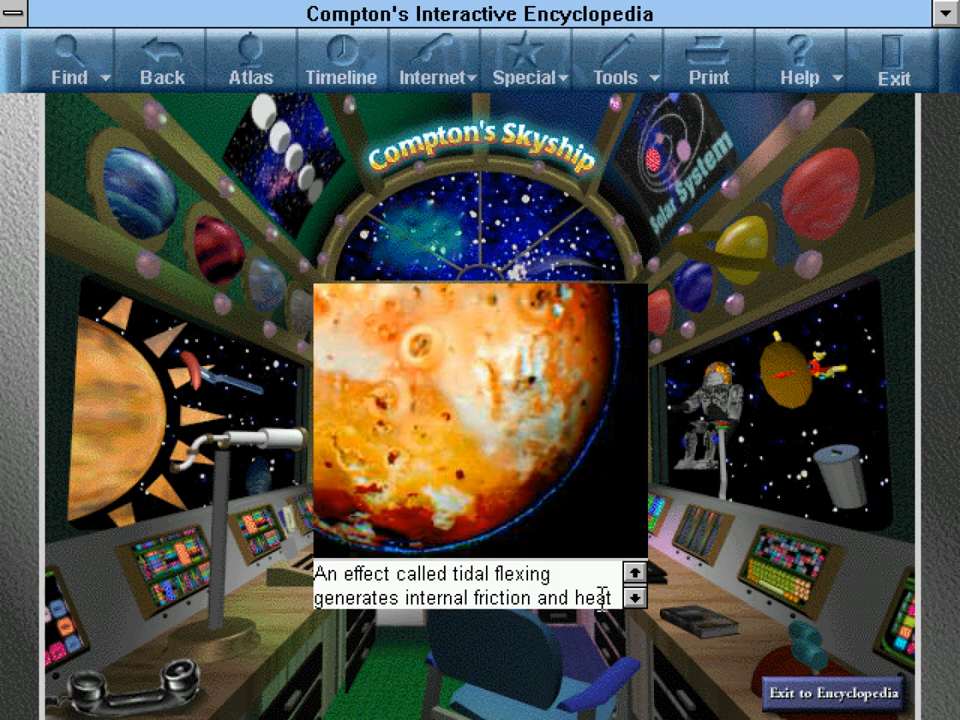 Compton's Interactive Encyclopedia
Find Back Atlas Timeline Internet Special Tools Print Help Exit
Compton's Skyship
Solar System
An effect called tidal flexing
generates internal friction and heat
Exit to Encyclopedia